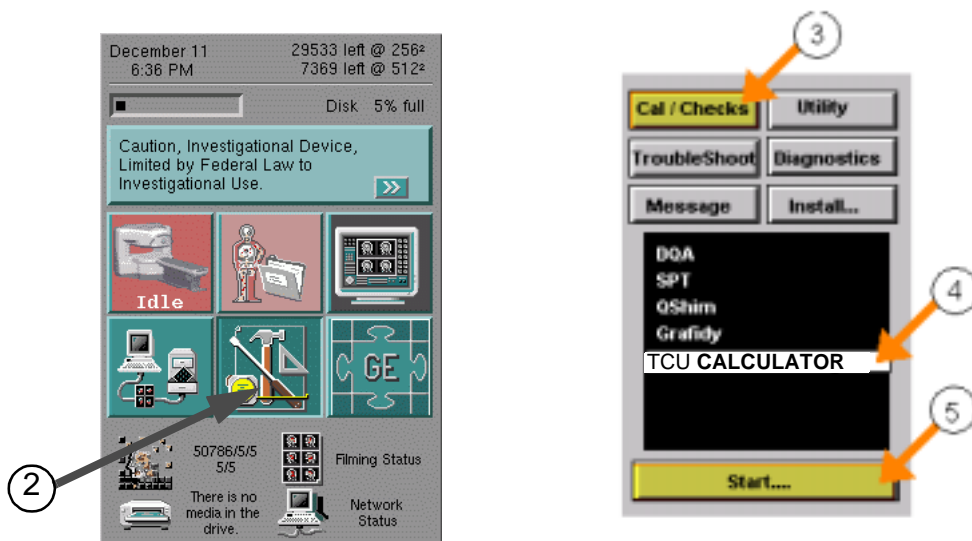 December 11
6:36 PM
29533 left @ 256²
7369 left @ 512²
Disk 5% full
Caution, Investigational Device,
Limited by Federal Law to
Investigational Use.
>>
Idle
GE
50786/5/5
5/5
Filming Status
There is no
media in the
drive.
Network
Status
2
3
Cal / Checks
Utility
TroubleShoot
Diagnostics
Message
Install...
DQA
SPT
QShim
Grafidy
TCU CALCULATOR
4
5
Start....